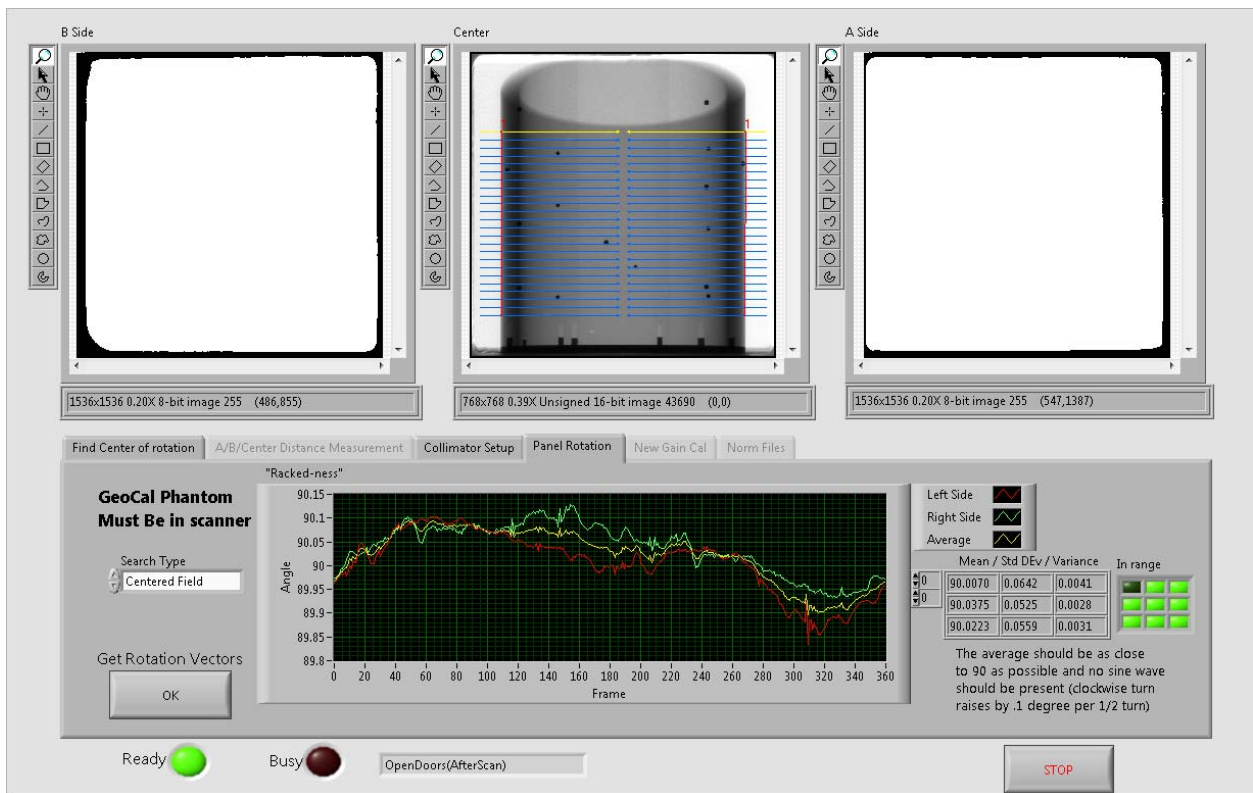 B Side
Center
A Side
1 1
1536x1536 0.20X 8-bit image 255 (486,855)
768x768 0.39X Unsigned 16-bit image 43690 (0,0)
1536x1536 0.20X 8-bit image 255 (547,1387)
Find Center of rotation
A/B/Center Distance Measurement
Collimator Setup
Panel Rotation
New Gain Cal
Norm Files
GeoCal Phantom
Must Be in scanner
Search Type
Centered Field
Get Rotation Vectors
OK
"Racked-ness"
Angle
90.15
90.1
90.05
90
89.95
89.9
89.85
89.8
0 20 40 60 80 100 120 140 160 180 200 220 240 260 280 300 320 340 360
Frame
Left Side
Right Side
Average
Mean / Std DEv / Variance
In range
0
0
90.0070 0.0642 0.0041
90.0375 0.0525 0.0028
90.0223 0.0559 0.0031
The average should be as close
to 90 as possible and no sine wave
should be present (clockwise turn
raises by .1 degree per 1/2 turn)
Ready
Busy
OpenDoors(AfterScan)
STOP